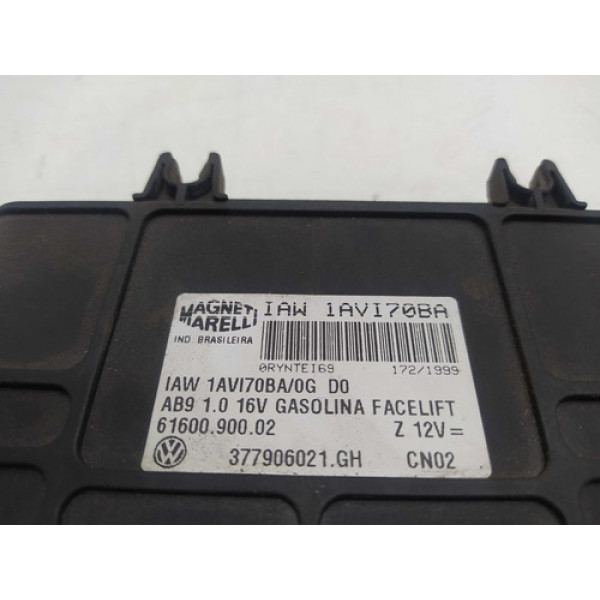 MAGNETI MARELLI
IAW 1AVI70BA
IND. BRASILEIRA
0RYNTEI69 172/1999
IAW 1AVI70BA/0G D0
AB9 1.0 16V GASOLINA FACELIFT
61600.900.02 Z 12V=
377906021.GH CN02